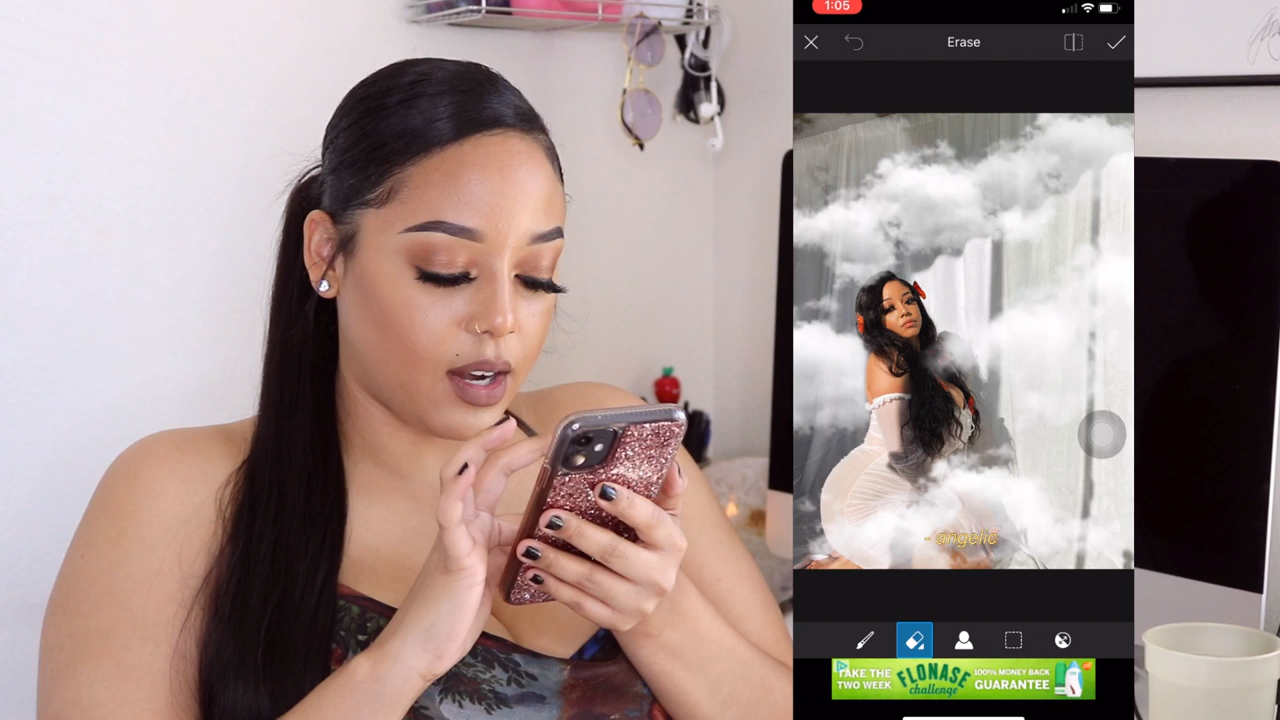 1:05
Erase
- angelic
TAKE THE
TWO WEEK
FLONASE
challenge
100% MONEY BACK
GUARANTEE